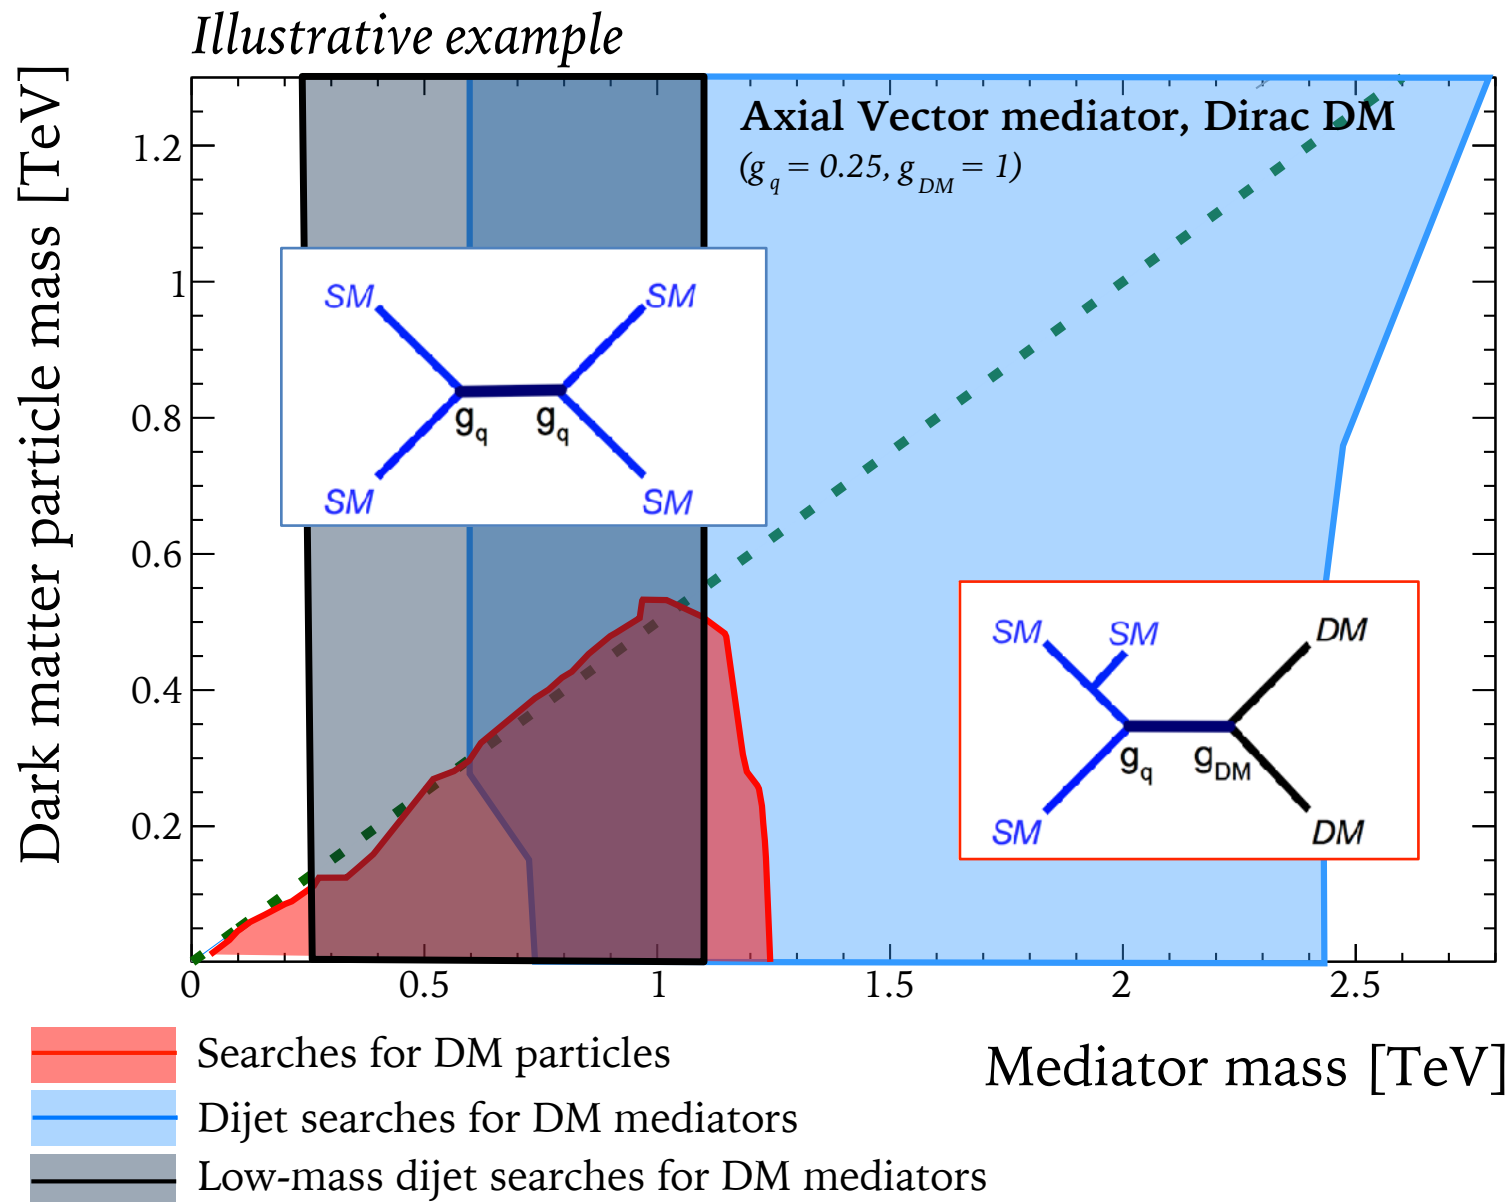 Illustrative example
Dark matter particle mass [TeV]
Axial Vector mediator, Dirac DM
(g_q = 0.25, g_DM = 1)
1.2
1
0.8
0.6
0.4
0.2
SM SM
g_q g_q
SM SM
SM SM DM
g_q g_DM
SM DM
0 0.5 1 1.5 2 2.5
Mediator mass [TeV]
Searches for DM particles
Dijet searches for DM mediators
Low-mass dijet searches for DM mediators